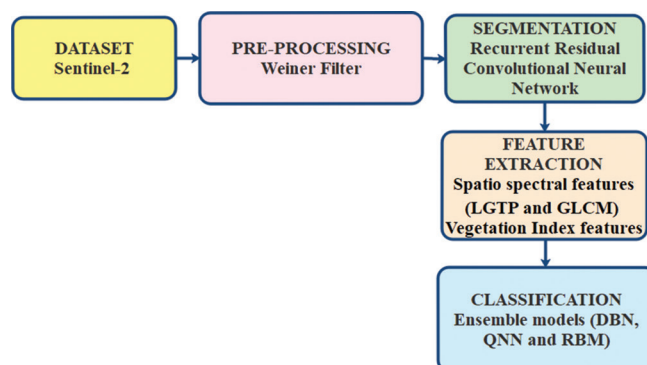 DATASET
Sentinel-2
PRE-PROCESSING
Weiner Filter
SEGMENTATION
Recurrent Residual
Convolutional Neural
Network
FEATURE
EXTRACTION
Spatio spectral features
(LGTP and GLCM)
Vegetation Index features
CLASSIFICATION
Ensemble models (DBN,
QNN and RBM)